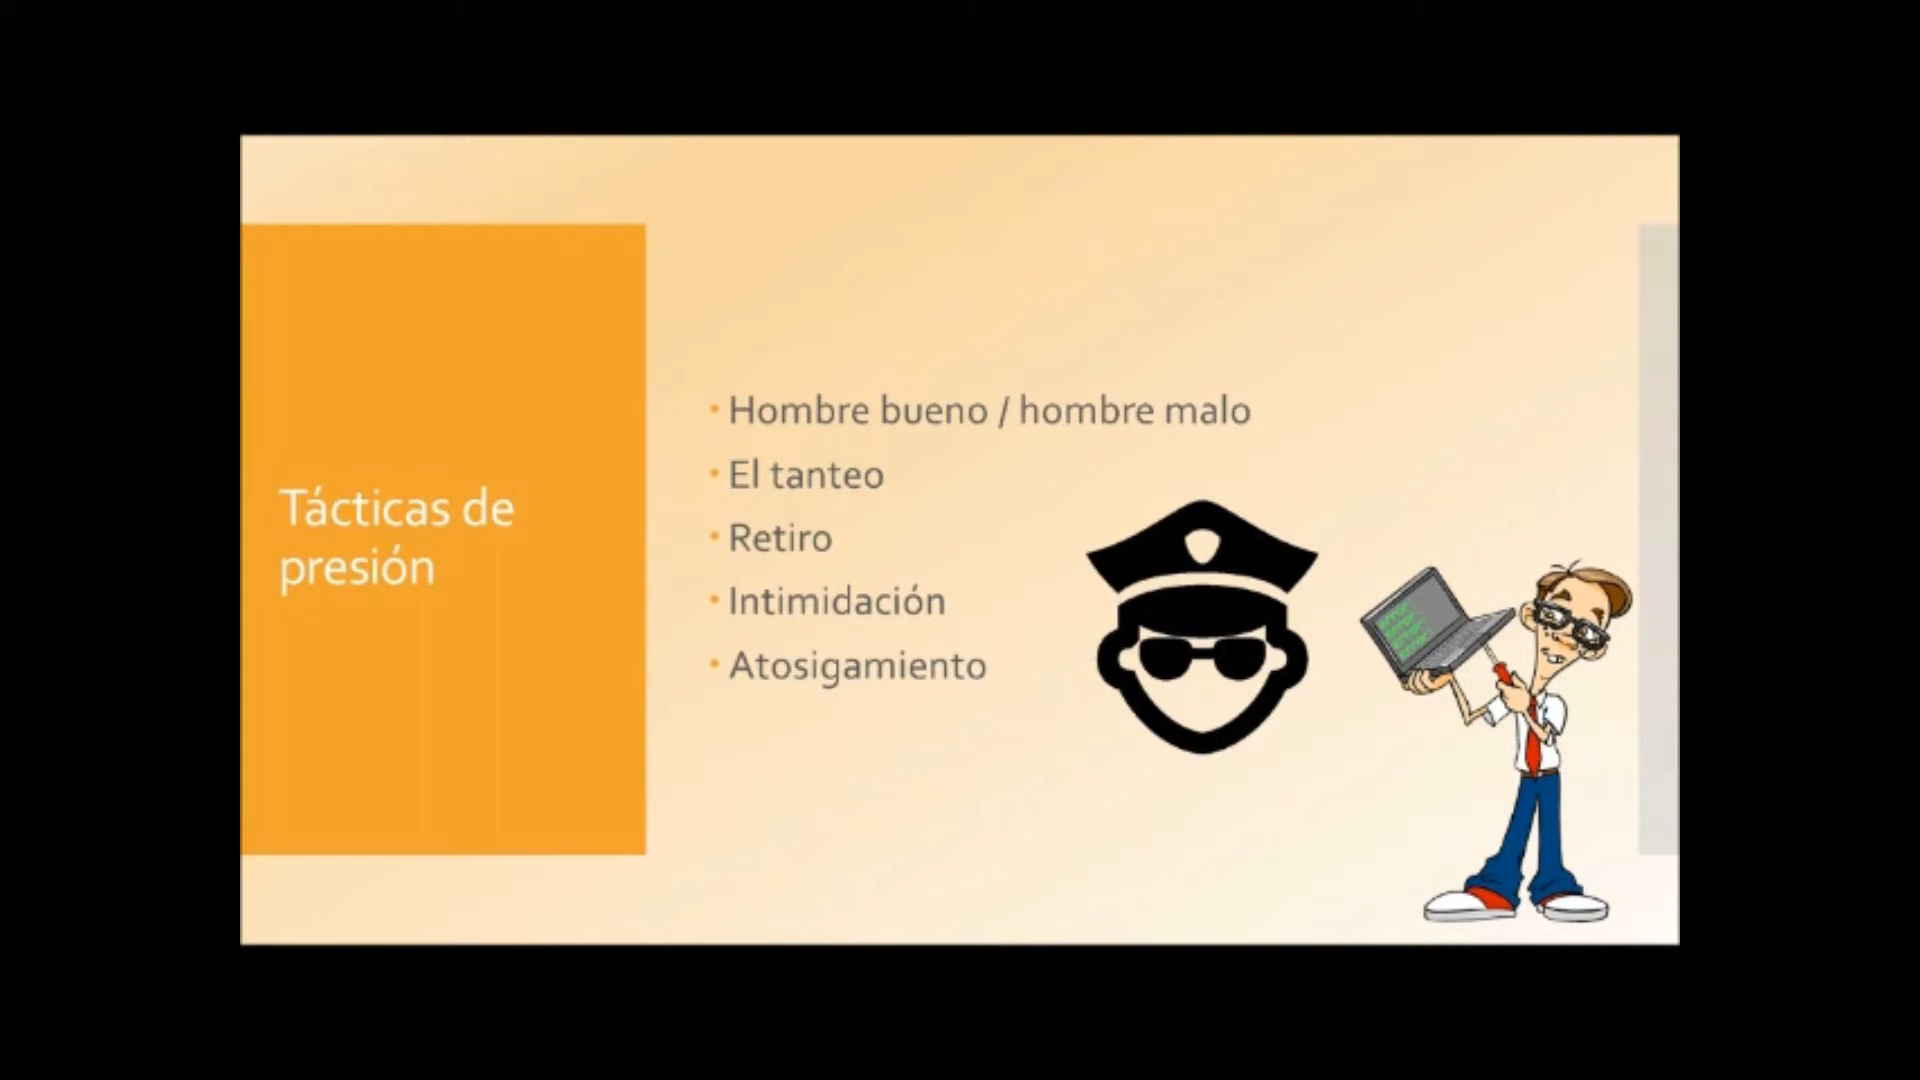 Tácticas de
presión
Hombre bueno / hombre malo
El tanteo
Retiro
Intimidación
Atosigamiento